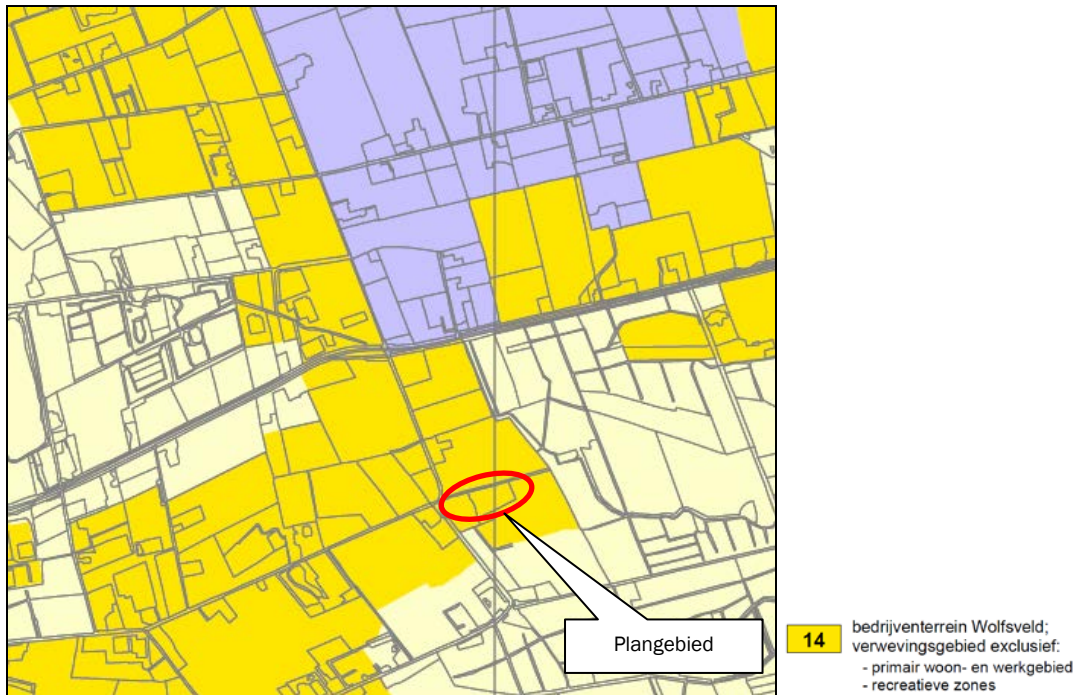 Plangebied
14
bedrijventerrein Wolfsveld;
verwevingsgebied exclusief:
- primair woon- en werkgebied
- recreatieve zones